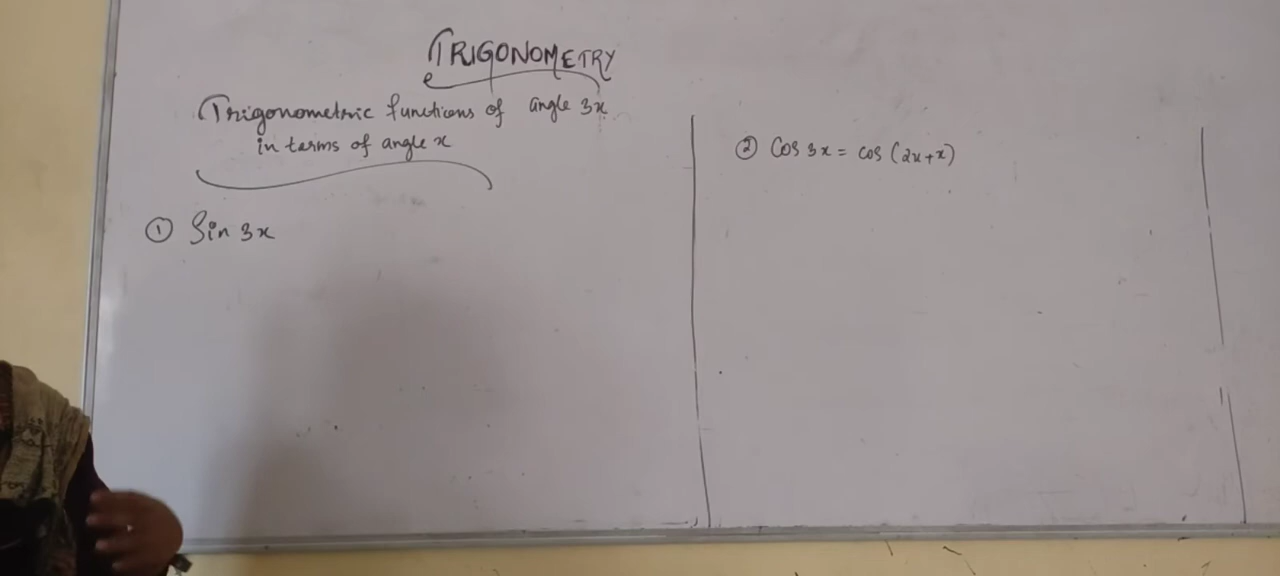 TRIGONOMETRY
Trigonometric functions of angle 3x
in terms of angle x
① Sin 3x
② Cos 3x = cos (2x+x)